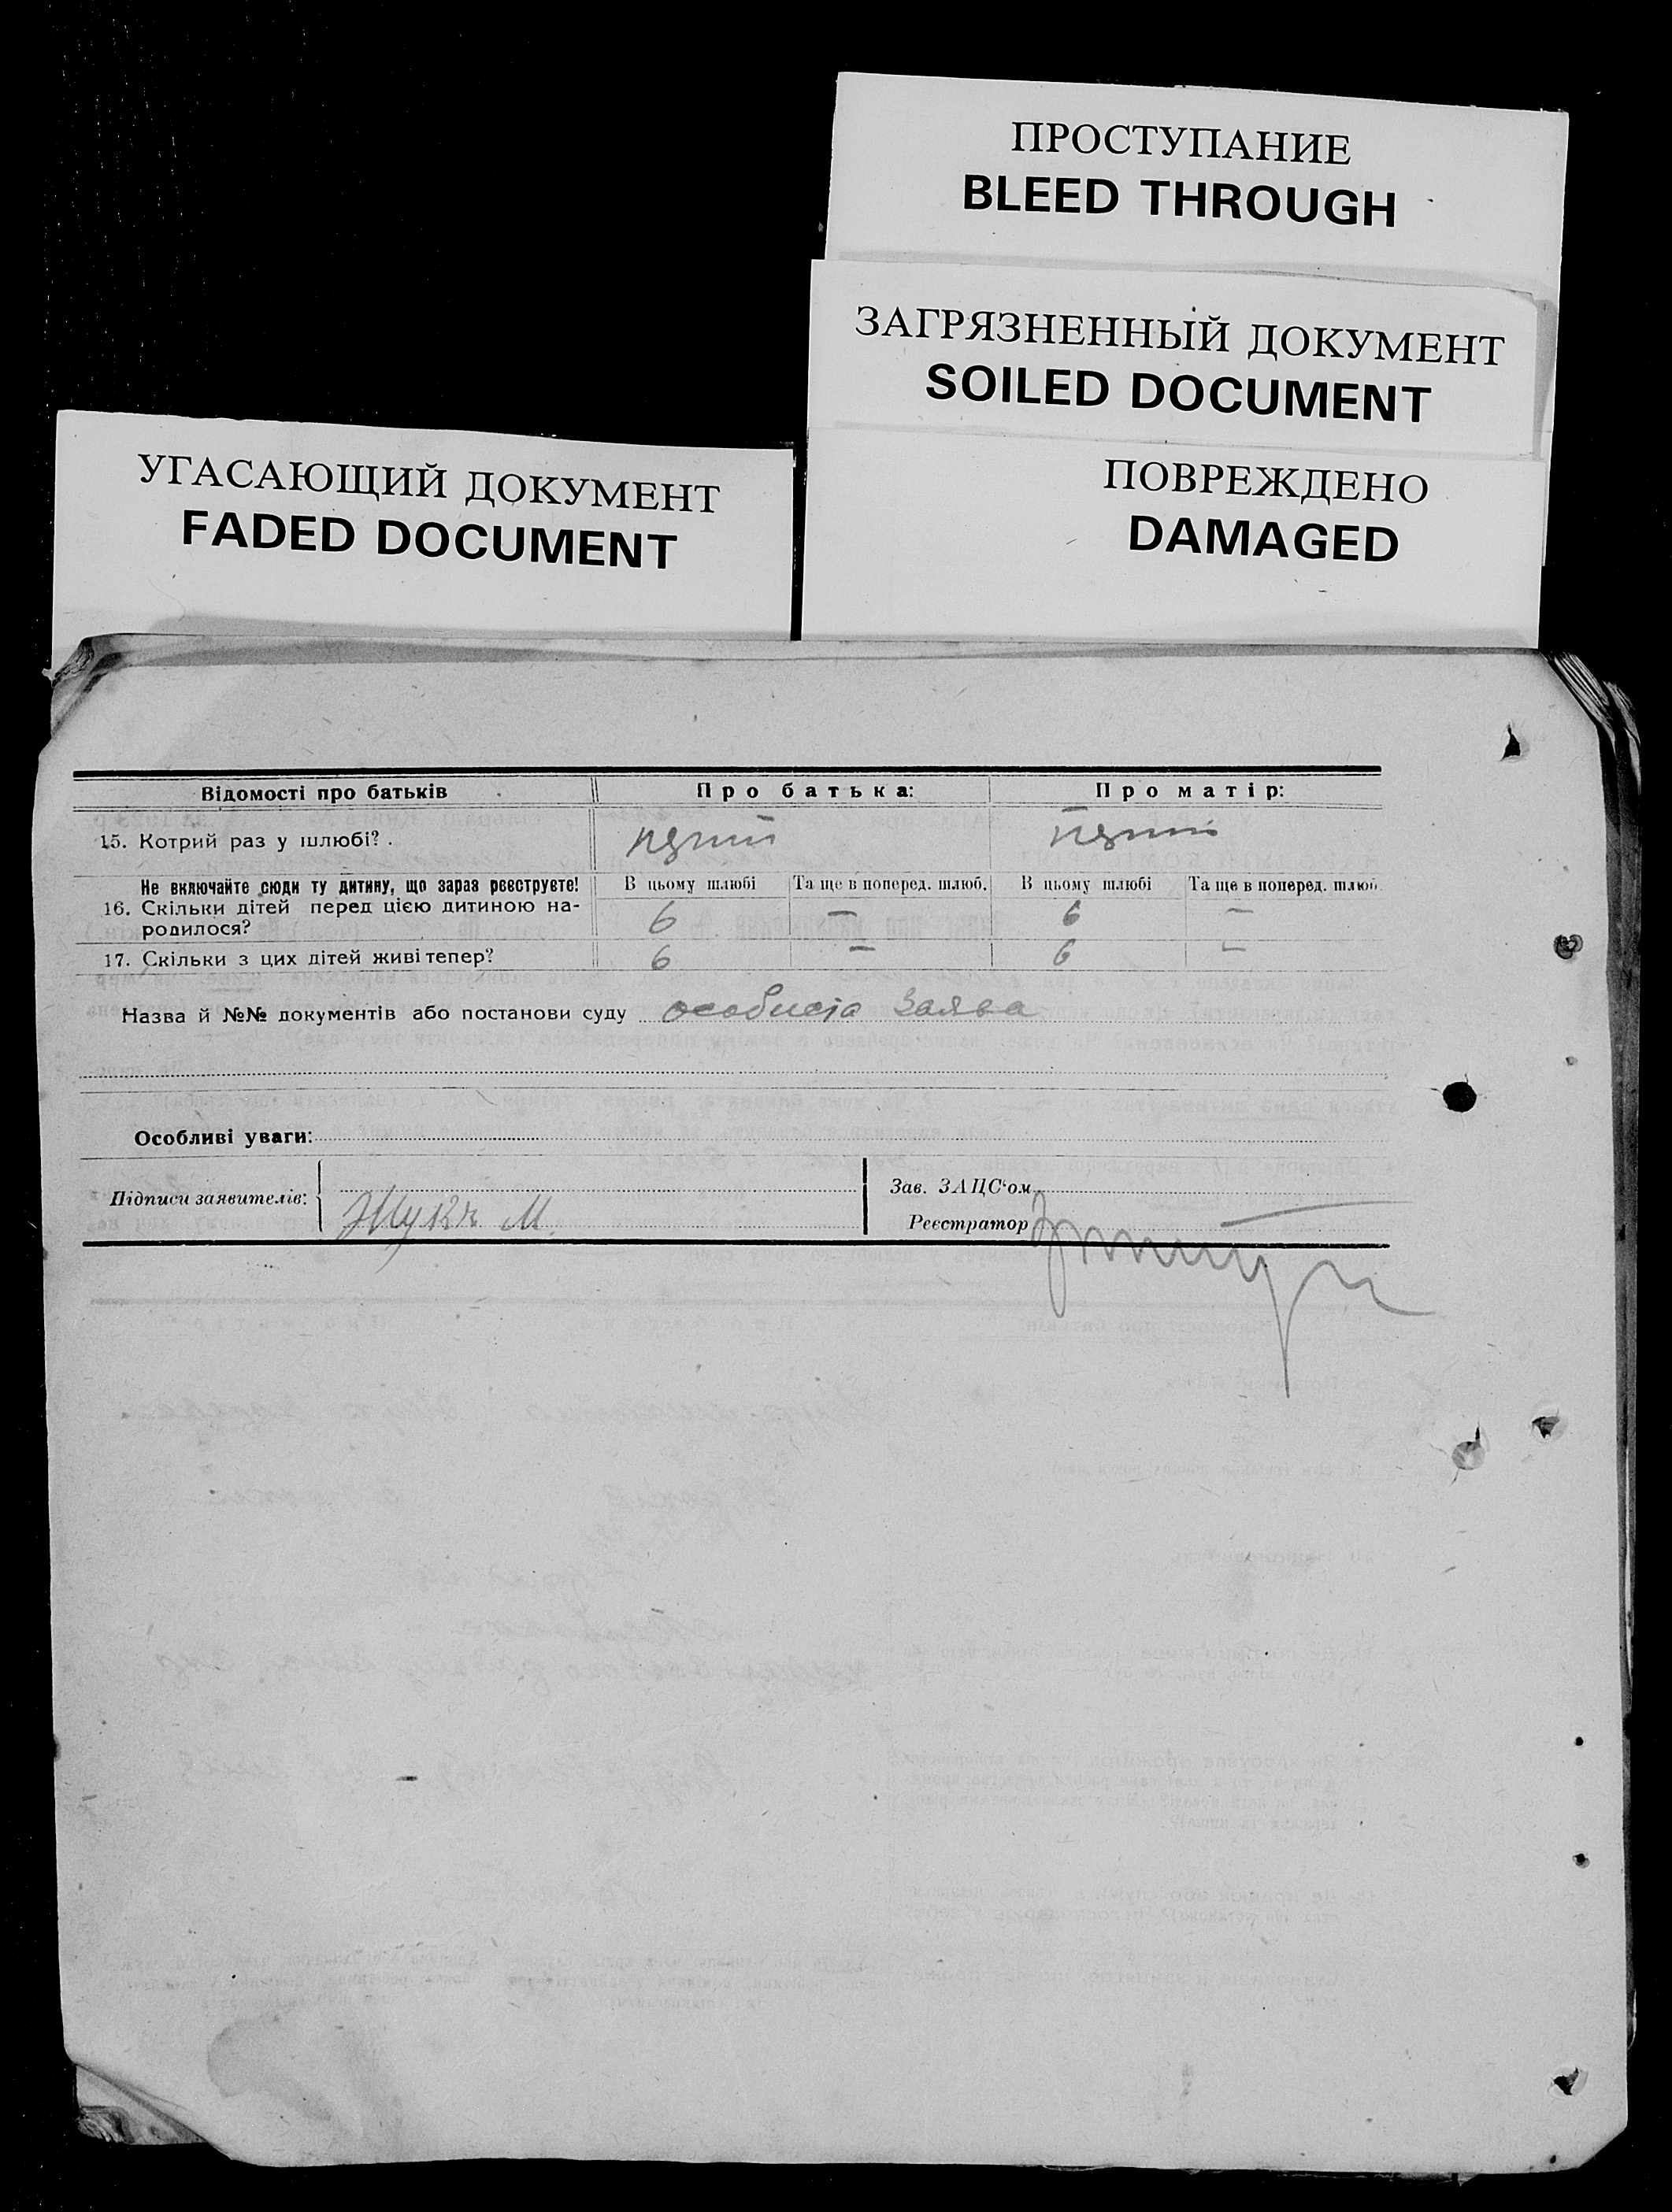 ПРОСТУПАНИЕ
BLEED THROUGH
ЗАГРЯЗНЕННЫЙ ДОКУМЕНТ
SOILED DOCUMENT
УГАСАЮЩИЙ ДОКУМЕНТ
FADED DOCUMENT
ПОВРЕЖДЕНО
DAMAGED
Відомості про батьків Про батька: Про матір:
15. Котрий раз у шлюбі?.
Не включайте сюди ту дитину, що зараз реєструєте! В цьому шлюбі Та ще в поперед. шлюб. В цьому шлюбі Та ще в поперед. шлюб.
16. Скільки дітей перед цією дитиною на-
родилося? 6 — 6 —
17. Скільки з цих дітей живі тепер? 6 — 6 —
Назва й №№ документів або постанови суду особиста заява
Особливі уваги:
Підписи заявителів: Зав. ЗАЦС'ом
Жук М. Реєстратор